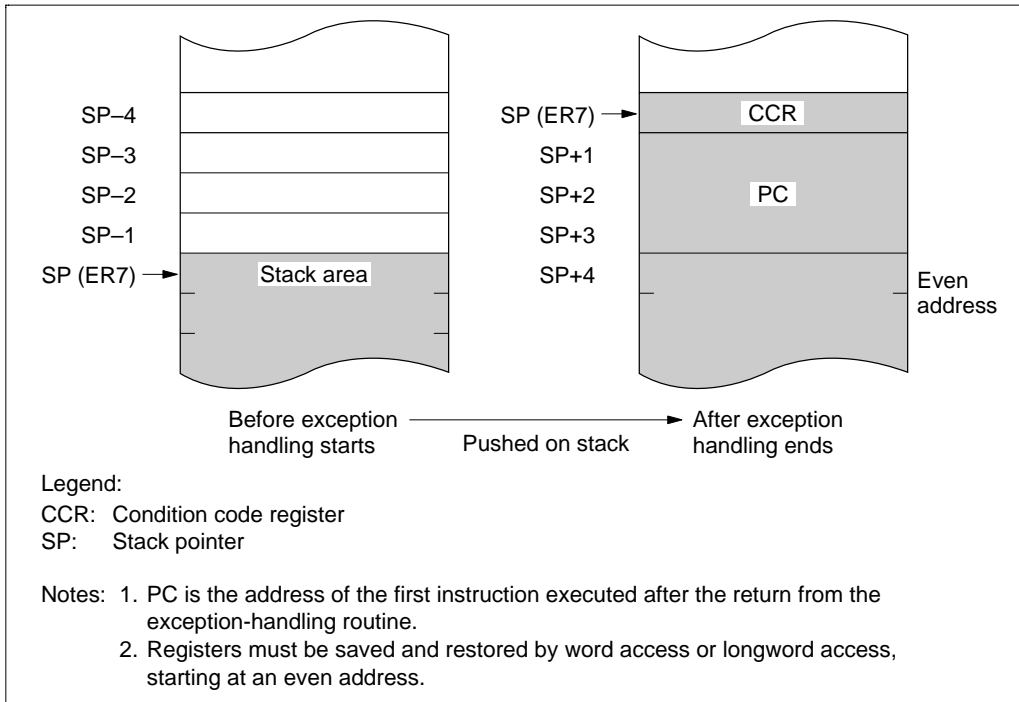 SP–4
SP–3
SP–2
SP–1
SP (ER7)
Stack area
SP (ER7)
SP+1
SP+2
SP+3
SP+4
CCR
PC
Even
address
Before exception
handling starts
Pushed on stack
After exception
handling ends
Legend:
CCR: Condition code register
SP: Stack pointer
Notes: 1. PC is the address of the first instruction executed after the return from the
exception-handling routine.
2. Registers must be saved and restored by word access or longword access,
starting at an even address.